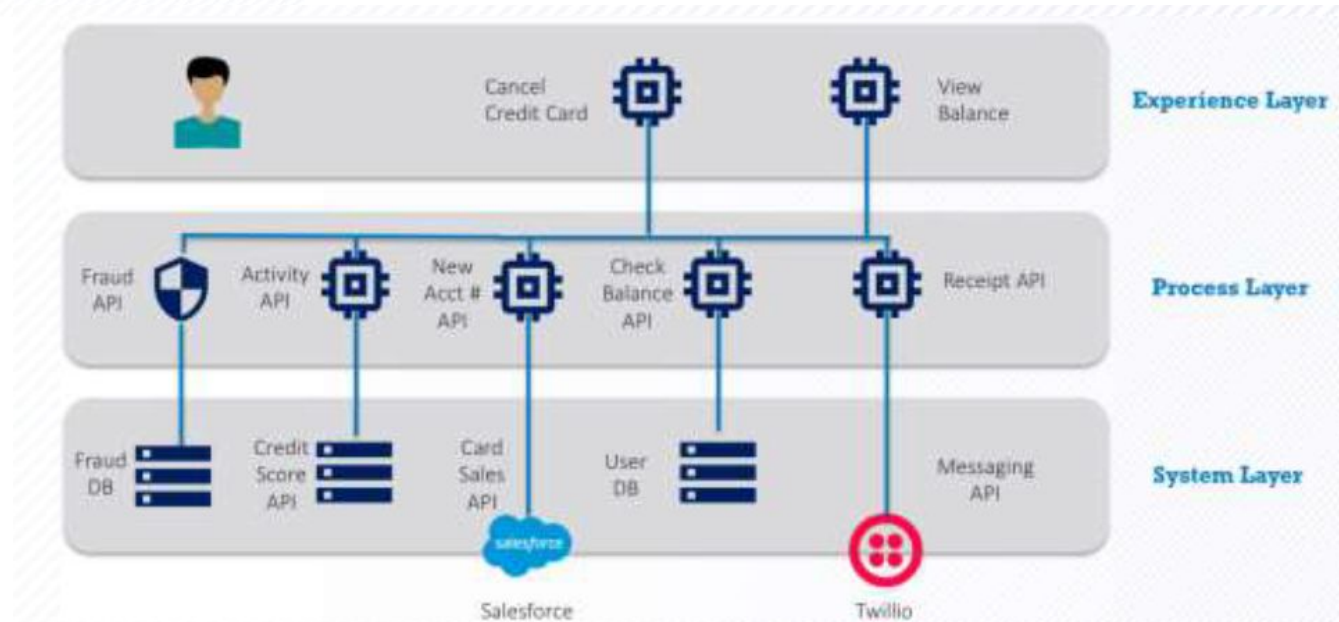 Cancel
Credit Card
View
Balance
Experience Layer
Fraud
API
Activity
API
New
Acct #
API
Check
Balance
API
Receipt API
Process Layer
Fraud
DB
Credit
Score
API
Card
Sales
API
User
DB
Messaging
API
System Layer
salesforce
Salesforce
Twillio